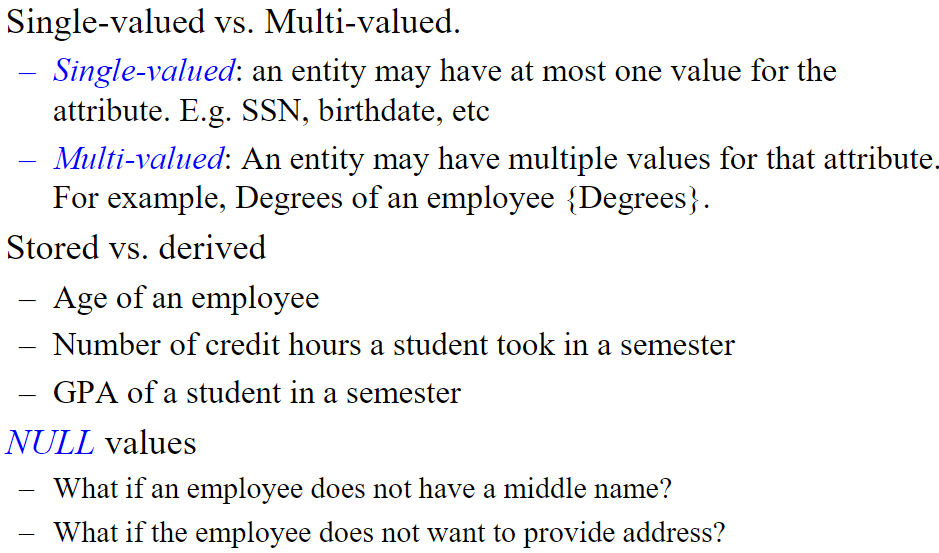 Single-valued vs. Multi-valued.
– Single-valued: an entity may have at most one value for the
attribute. E.g. SSN, birthdate, etc
– Multi-valued: An entity may have multiple values for that attribute.
For example, Degrees of an employee {Degrees}.
Stored vs. derived
– Age of an employee
– Number of credit hours a student took in a semester
– GPA of a student in a semester
NULL values
– What if an employee does not have a middle name?
– What if the employee does not want to provide address?